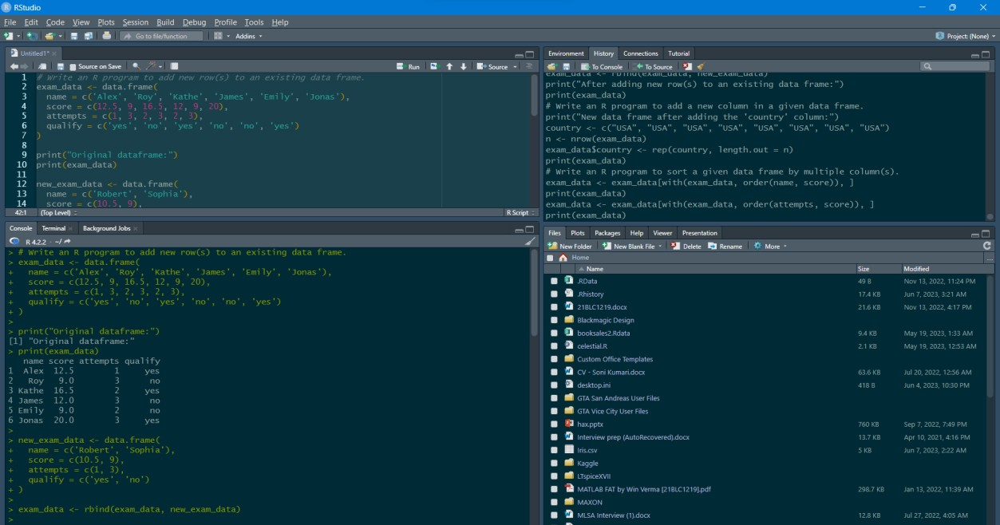 RStudio
File Edit Code View Plots Session Build Debug Profile Tools Help
Go to file/function Addins Project: (None)
Untitled1*
Source on Save Run Source
1 # Write an R program to add new row(s) to an existing data frame.
2 exam_data <- data.frame(
3 name = c('Alex', 'Roy', 'Kathe', 'James', 'Emily', 'Jonas'),
4 score = c(12.5, 9, 16.5, 12, 9, 20),
5 attempts = c(1, 3, 2, 3, 2, 3),
6 qualify = c('yes', 'no', 'yes', 'no', 'no', 'yes')
7 )
8
9 print("Original dataframe:")
10 print(exam_data)
11
12 new_exam_data <- data.frame(
13 name = c('Robert', 'Sophia'),
14 score = c(10.5, 9),
42:1 (Top Level) R Script
Console Terminal Background Jobs
R 4.2.2 · ~/
> # Write an R program to add new row(s) to an existing data frame.
> exam_data <- data.frame(
+ name = c('Alex', 'Roy', 'Kathe', 'James', 'Emily', 'Jonas'),
+ score = c(12.5, 9, 16.5, 12, 9, 20),
+ attempts = c(1, 3, 2, 3, 2, 3),
+ qualify = c('yes', 'no', 'yes', 'no', 'no', 'yes')
+ )
>
> print("Original dataframe:")
[1] "Original dataframe:"
> print(exam_data)
name score attempts qualify
1 Alex 12.5 1 yes
2 Roy 9.0 3 no
3 Kathe 16.5 2 yes
4 James 12.0 3 no
5 Emily 9.0 2 no
6 Jonas 20.0 3 yes
>
> new_exam_data <- data.frame(
+ name = c('Robert', 'Sophia'),
+ score = c(10.5, 9),
+ attempts = c(1, 3),
+ qualify = c('yes', 'no')
+ )
>
> exam_data <- rbind(exam_data, new_exam_data)
>
Environment History Connections Tutorial
To Console To Source
exam_data <- rbind(exam_data, new_exam_data)
print("After adding new row(s) to an existing data frame:")
print(exam_data)
# Write an R program to add a new column in a given data frame.
print("New data frame after adding the 'country' column:")
country <- c("USA", "USA", "USA", "USA", "USA", "USA", "USA", "USA")
n <- nrow(exam_data)
exam_data$country <- rep(country, length.out = n)
print(exam_data)
# Write an R program to sort a given data frame by multiple column(s).
exam_data <- exam_data[with(exam_data, order(name, score)), ]
print(exam_data)
exam_data <- exam_data[with(exam_data, order(attempts, score)), ]
print(exam_data)
Files Plots Packages Help Viewer Presentation
New Folder New Blank File Delete Rename More
Home ...
Name Size Modified
.RData 49 B Nov 13, 2022, 11:24 PM
.Rhistory 17.4 KB Jun 7, 2023, 3:21 AM
21BLC1219.docx 21.6 KB Nov 13, 2022, 4:17 PM
Blackmagic Design
booksales2.Rdata 9.4 KB May 19, 2023, 1:33 AM
celestial.R 2.1 KB May 19, 2023, 12:53 AM
Custom Office Templates
CV - Soni Kumari.docx 63.6 KB Jul 20, 2022, 12:56 AM
desktop.ini 418 B Jun 4, 2023, 10:30 PM
GTA San Andreas User Files
GTA Vice City User Files
hax.pptx 760 KB Sep 7, 2022, 7:49 PM
Interview prep (AutoRecovered).docx 13.7 KB Apr 10, 2021, 4:16 PM
Iris.csv 5 KB Jun 7, 2023, 2:22 AM
Kaggle
LTspiceXVII
MATLAB FAT by Win Verma [21BLC1219].pdf 298.7 KB Jan 13, 2022, 11:39 AM
MAXON
MLSA Interview (1).docx 12.8 KB Jul 27, 2022, 4:05 AM